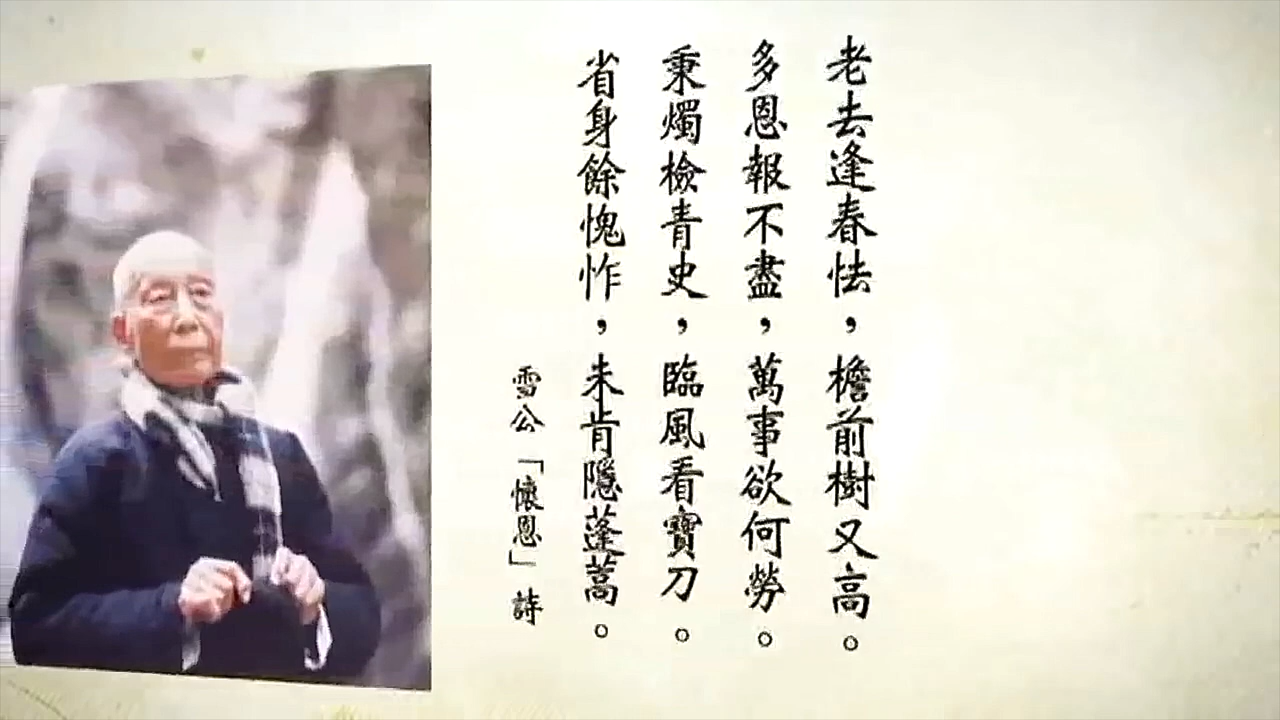 老去逢春怯，檐前樹又高。
多恩報不盡，萬事欲何勞。
秉燭檢青史，臨風看寶刀。
省身餘愧怍，未肯隱蓬蒿。
雪公「懷恩」詩